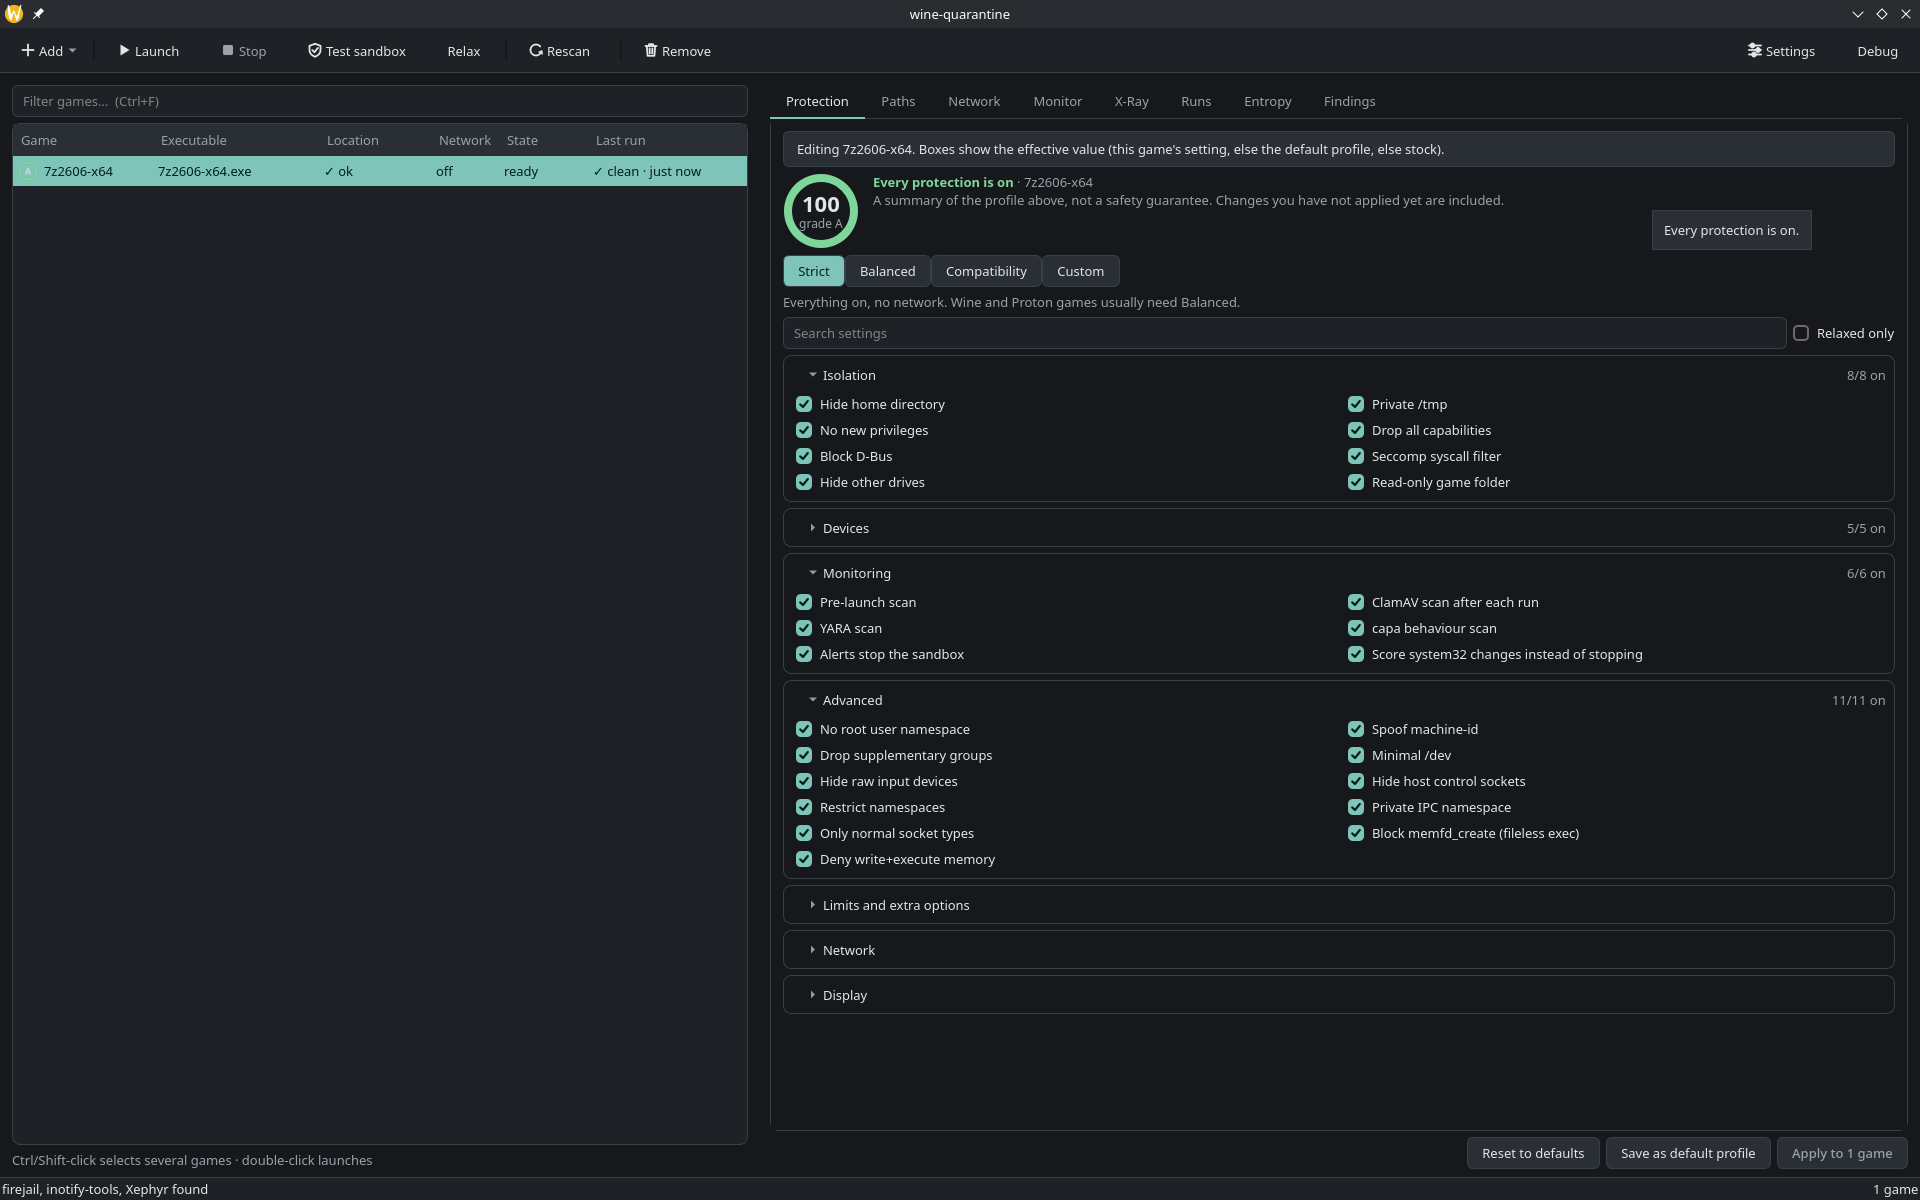 wine-quarantine
Add
Launch
Stop
Test sandbox
Relax
Rescan
Remove
Settings
Debug
Filter games... (Ctrl+F)
Game Executable Location Network State Last run
A 7z2606-x64 7z2606-x64.exe ✓ ok off ready ✓ clean · just now
Ctrl/Shift-click selects several games · double-click launches
Protection Paths Network Monitor X-Ray Runs Entropy Findings
Editing 7z2606-x64. Boxes show the effective value (this game's setting, else the default profile, else stock).
100
grade A
Every protection is on · 7z2606-x64
A summary of the profile above, not a safety guarantee. Changes you have not applied yet are included.
Every protection is on.
Strict Balanced Compatibility Custom
Everything on, no network. Wine and Proton games usually need Balanced.
Search settings
Relaxed only
Isolation 8/8 on
Hide home directory Private /tmp
No new privileges Drop all capabilities
Block D-Bus Seccomp syscall filter
Hide other drives Read-only game folder
Devices 5/5 on
Monitoring 6/6 on
Pre-launch scan ClamAV scan after each run
YARA scan capa behaviour scan
Alerts stop the sandbox Score system32 changes instead of stopping
Advanced 11/11 on
No root user namespace Spoof machine-id
Drop supplementary groups Minimal /dev
Hide raw input devices Hide host control sockets
Restrict namespaces Private IPC namespace
Only normal socket types Block memfd_create (fileless exec)
Deny write+execute memory
Limits and extra options
Network
Display
Reset to defaults Save as default profile Apply to 1 game
firejail, inotify-tools, Xephyr found
1 game